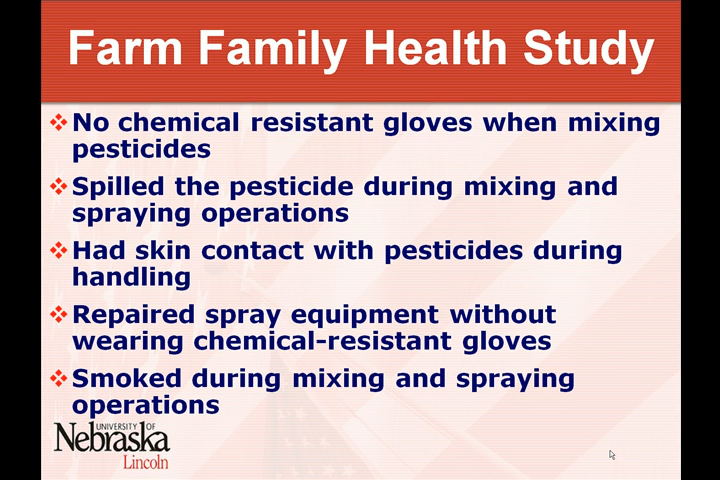 Farm Family Health Study
No chemical resistant gloves when mixing
pesticides
Spilled the pesticide during mixing and
spraying operations
Had skin contact with pesticides during
handling
Repaired spray equipment without
wearing chemical-resistant gloves
Smoked during mixing and spraying
operations
UNIVERSITY OF
Nebraska
Lincoln